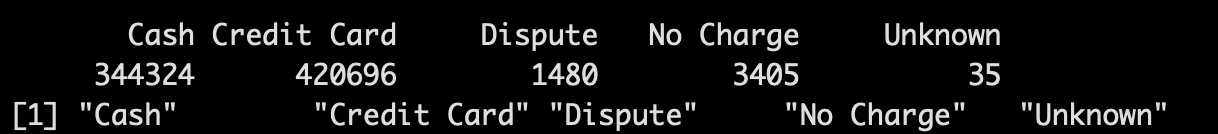 Cash Credit Card Dispute No Charge Unknown
344324 420696 1480 3405 35
[1] "Cash" "Credit Card" "Dispute" "No Charge" "Unknown"